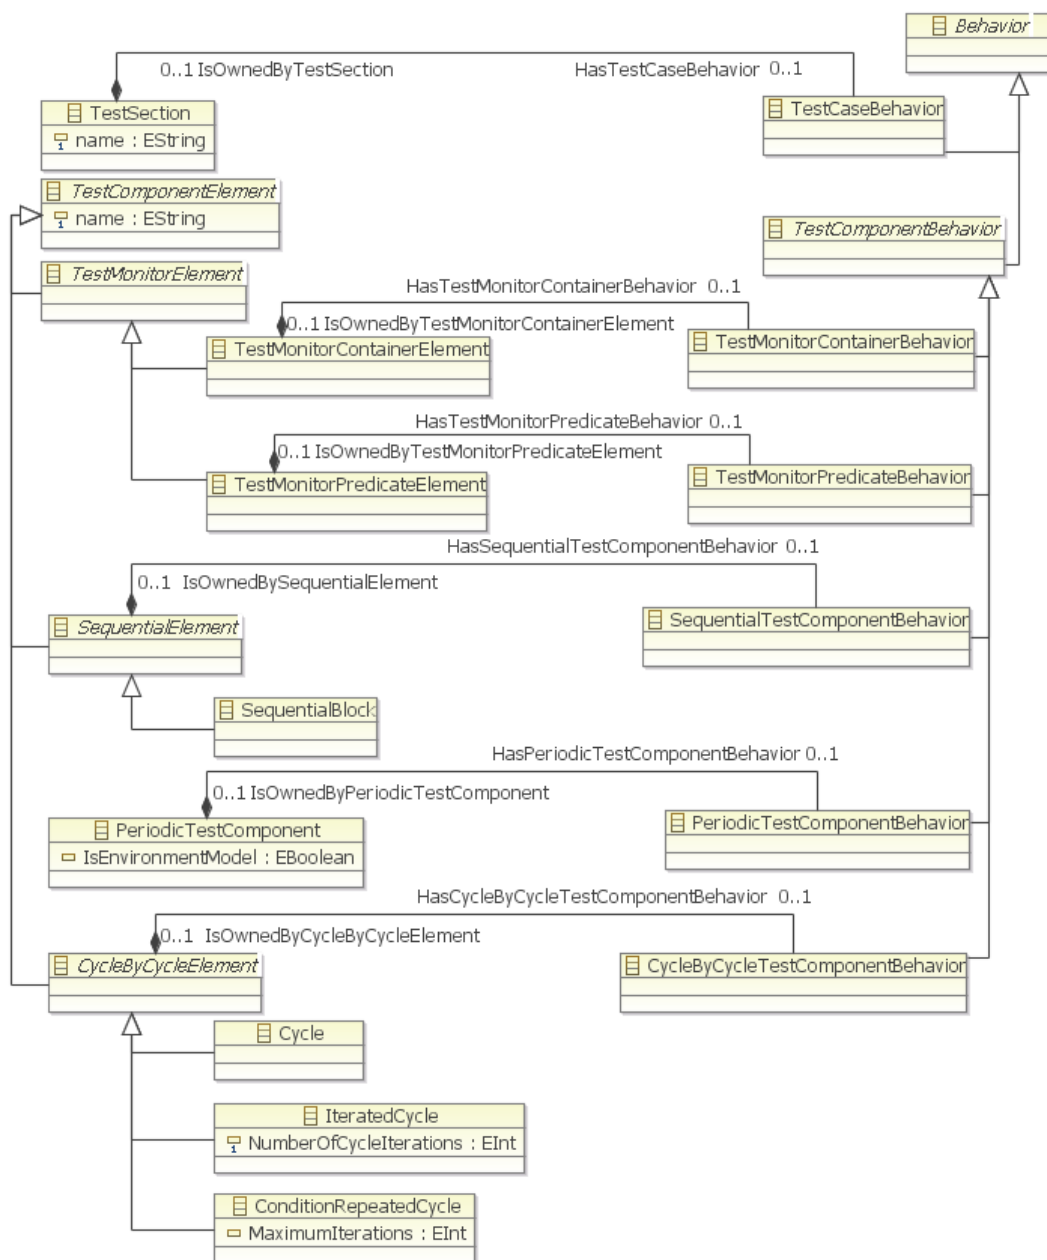 Behavior
0..1 IsOwnedByTestSection
HasTestCaseBehavior 0..1
TestSection
1 name : EString
TestCaseBehavior
TestComponentElement
1 name : EString
TestComponentBehavior
TestMonitorElement
HasTestMonitorContainerBehavior 0..1
0..1 IsOwnedByTestMonitorContainerElement
TestMonitorContainerElement
TestMonitorContainerBehavior
HasTestMonitorPredicateBehavior 0..1
0..1 IsOwnedByTestMonitorPredicateElement
TestMonitorPredicateElement
TestMonitorPredicateBehavior
HasSequentialTestComponentBehavior 0..1
0..1 IsOwnedBySequentialElement
SequentialElement
SequentialTestComponentBehavior
SequentialBlock
HasPeriodicTestComponentBehavior 0..1
0..1 IsOwnedByPeriodicTestComponent
PeriodicTestComponent
IsEnvironmentModel : EBoolean
PeriodicTestComponentBehavior
HasCycleByCycleTestComponentBehavior 0..1
0..1 IsOwnedByCycleByCycleElement
CycleByCycleElement
CycleByCycleTestComponentBehavior
Cycle
IteratedCycle
1 NumberOfCycleIterations : EInt
ConditionRepeatedCycle
MaximumIterations : EInt